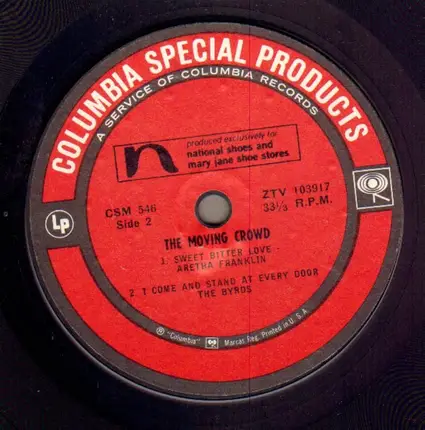 COLUMBIA SPECIAL PRODUCTS
A SERVICE OF COLUMBIA RECORDS
n
produced exclusively for
national shoes and
mary jane shoe stores
CSM 546
Side 2
ZTV 103917
33⅓ R.P.M.
LP
THE MOVING CROWD
1. SWEET BITTER LOVE -
ARETHA FRANKLIN
2. T COME AND STAND AT EVERY DOOR
THE BYRDS
℗ "Columbia" Marcas Reg. Printed in U.S.A.